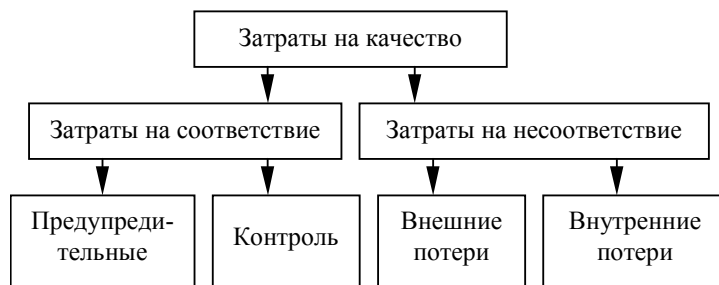 Затраты на качество
Затраты на соответствие
Затраты на несоответствие
Предупреди-
тельные
Контроль
Внешние
потери
Внутренние
потери